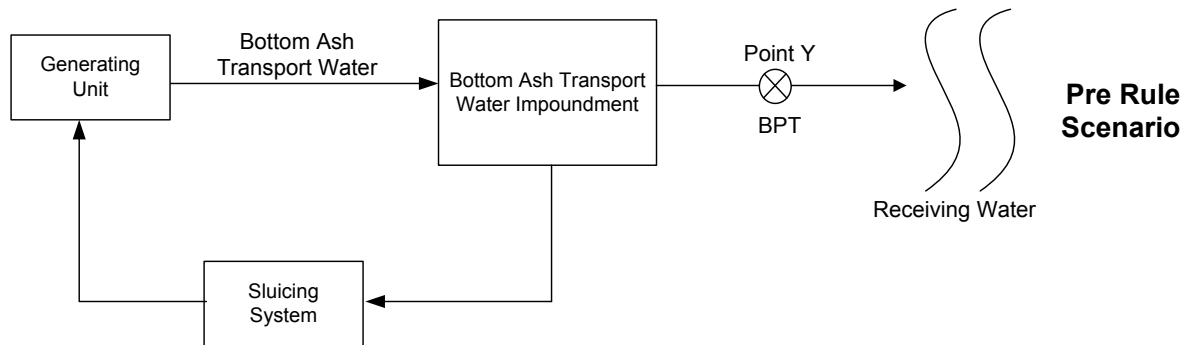 Generating
Unit
Bottom Ash
Transport Water
Bottom Ash Transport
Water Impoundment
Point Y
BPT
Receiving Water
Pre Rule
Scenario
Sluicing
System